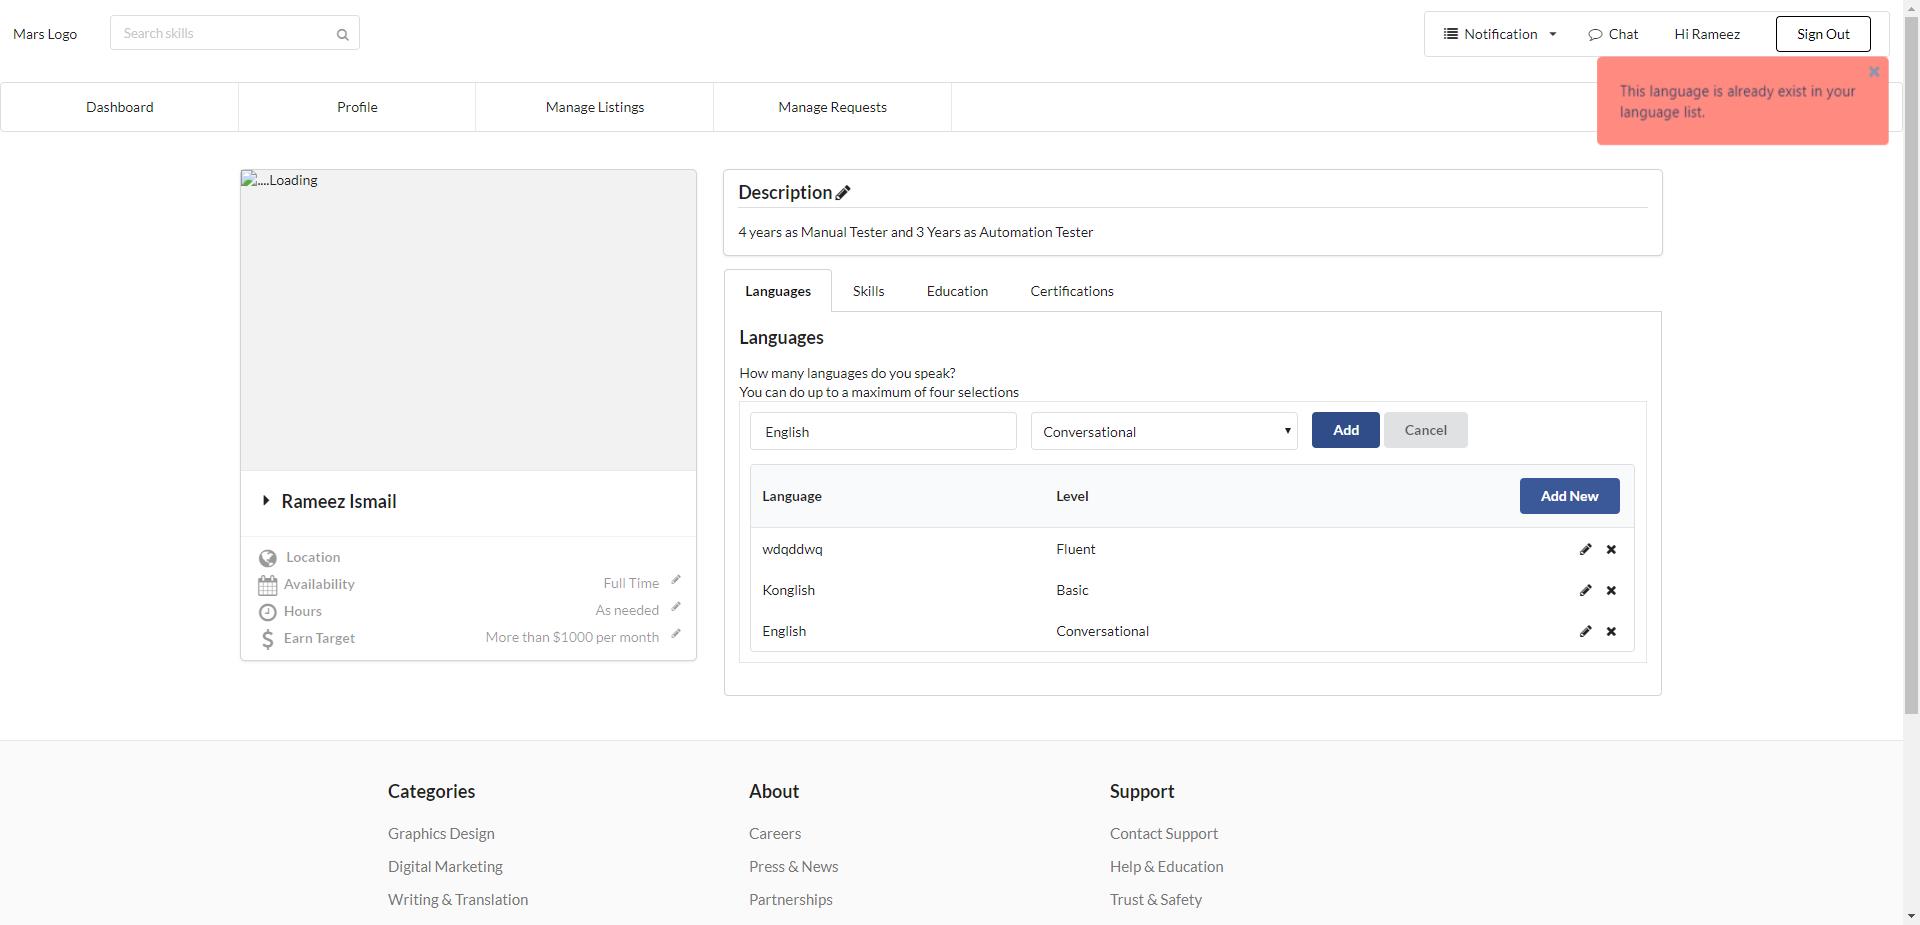 Mars Logo
Search skills
Notification
Chat
Hi Rameez
Sign Out
This language is already exist in your
language list.
Dashboard
Profile
Manage Listings
Manage Requests
....Loading
Rameez Ismail
Location
Availability
Full Time
Hours
As needed
Earn Target
More than $1000 per month
Description
4 years as Manual Tester and 3 Years as Automation Tester
Languages
Skills
Education
Certifications
Languages
How many languages do you speak?
You can do up to a maximum of four selections
English
Conversational
Add
Cancel
Language
Level
Add New
wdqddwq
Fluent
Konglish
Basic
English
Conversational
Categories
Graphics Design
Digital Marketing
Writing & Translation
About
Careers
Press & News
Partnerships
Support
Contact Support
Help & Education
Trust & Safety